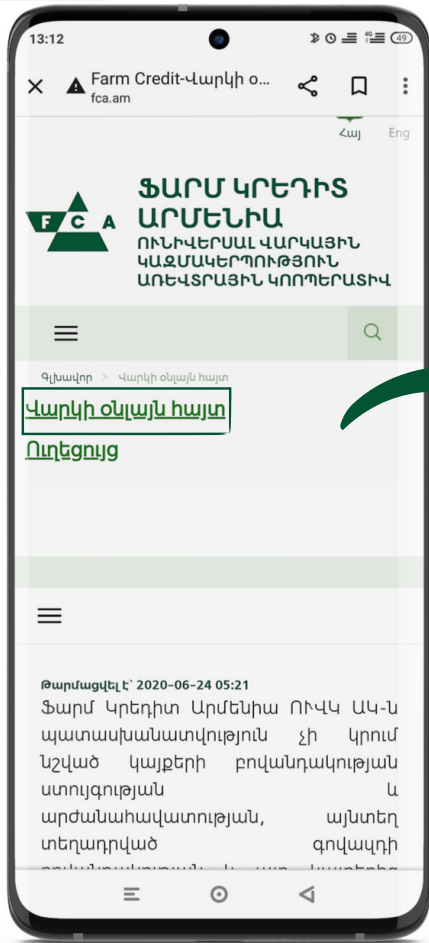 13:12
4G
49
Farm Credit-Վարկի օ...
fca.am
Հայ Eng
F C A
ՖԱՐՄ ԿՐԵԴԻՏ
ԱՐՄԵՆԻԱ
ՈՒՆԻՎԵՐՍԱԼ ՎԱՐԿԱՅԻՆ
ԿԱԶՄԱԿԵՐՊՈՒԹՅՈՒՆ
ԱՌԵՎՏՐԱՅԻՆ ԿՈՈՊԵՐԱՏԻՎ
Գլխավոր > Վարկի օնլայն հայտ
Վարկի օնլայն հայտ
Ուղեցույց
Թարմացվել է՝ 2020-06-24 05:21
Ֆարմ Կրեդիտ Արմենիա ՈՒՎԿ ԱԿ-ն
պատասխանատվություն չի կրում
նշված կայքերի բովանդակության
ստույգության և
արժանահավատության, այնտեղ
տեղադրված գովազդի